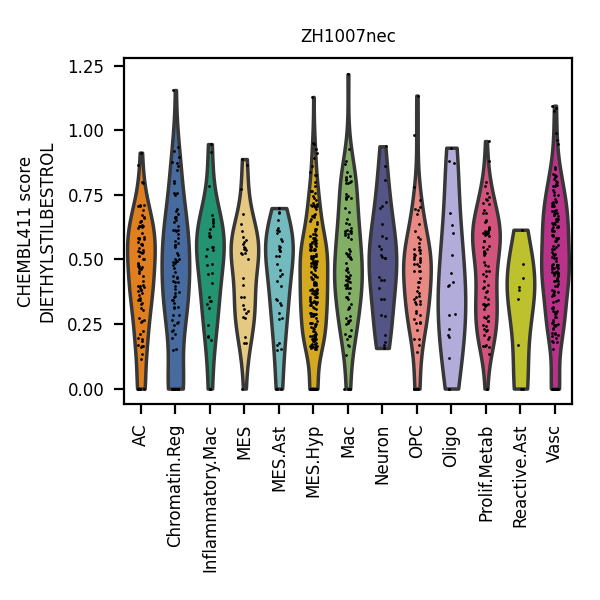 ZH1007nec
CHEMBL411 score
DIETHYLSTILBESTROL
1.25
1.00
0.75
0.50
0.25
0.00
AC
Chromatin.Reg
Inflammatory.Mac
MES
MES.Ast
MES.Hyp
Mac
Neuron
OPC
Oligo
Prolif.Metab
Reactive.Ast
Vasc